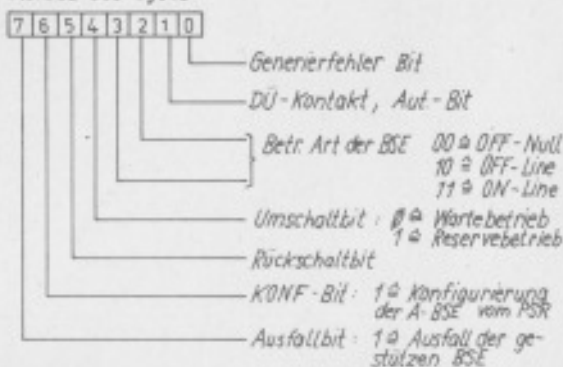 7 6 5 4 3 2 1 0
Generierfehler Bit
DÜ-Kontakt, Aut.-Bit
Betr. Art der BSE 00 ≙ OFF-Null
10 ≙ OFF-Line
11 ≙ ON-Line
Umschaltbit : Ø ≙ Wartebetrieb
1 ≙ Reservebetrieb
Rückschaltbit
KONF-Bit: 1 ≙ Konfigurierung
der A-BSE vom PSR
Ausfallbit : 1 ≙ Ausfall der ge-
stützen BSE